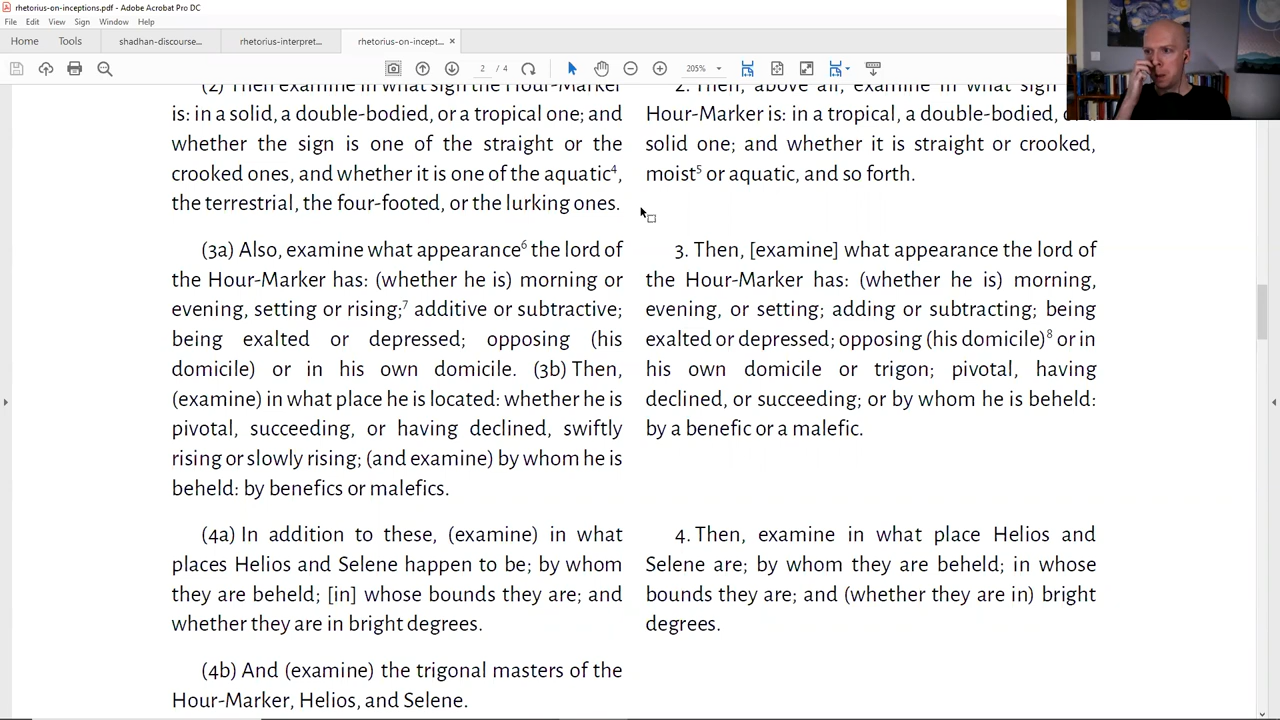 rhetorius-on-inceptions.pdf - Adobe Acrobat Pro DC
File Edit View Sign Window Help
Home Tools shadhan-discourse... rhetorius-interpret... rhetorius-on-incept... ×
2 / 4 205%
(2) Then examine in what sign the Hour-Marker
is: in a solid, a double-bodied, or a tropical one; and
whether the sign is one of the straight or the
crooked ones, and whether it is one of the aquatic⁴,
the terrestrial, the four-footed, or the lurking ones.
(3a) Also, examine what appearance⁶ the lord of
the Hour-Marker has: (whether he is) morning or
evening, setting or rising;⁷ additive or subtractive;
being exalted or depressed; opposing (his
domicile) or in his own domicile. (3b) Then,
(examine) in what place he is located: whether he is
pivotal, succeeding, or having declined, swiftly
rising or slowly rising; (and examine) by whom he is
beheld: by benefics or malefics.
(4a) In addition to these, (examine) in what
places Helios and Selene happen to be; by whom
they are beheld; [in] whose bounds they are; and
whether they are in bright degrees.
(4b) And (examine) the trigonal masters of the
Hour-Marker, Helios, and Selene.
2. Then, above all, examine in what sign
Hour-Marker is: in a tropical, a double-bodied,
solid one; and whether it is straight or crooked,
moist⁵ or aquatic, and so forth.
3. Then, [examine] what appearance the lord of
the Hour-Marker has: (whether he is) morning,
evening, or setting; adding or subtracting; being
exalted or depressed; opposing (his domicile)⁸ or in
his own domicile or trigon; pivotal, having
declined, or succeeding; or by whom he is beheld:
by a benefic or a malefic.
4. Then, examine in what place Helios and
Selene are; by whom they are beheld; in whose
bounds they are; and (whether they are in) bright
degrees.